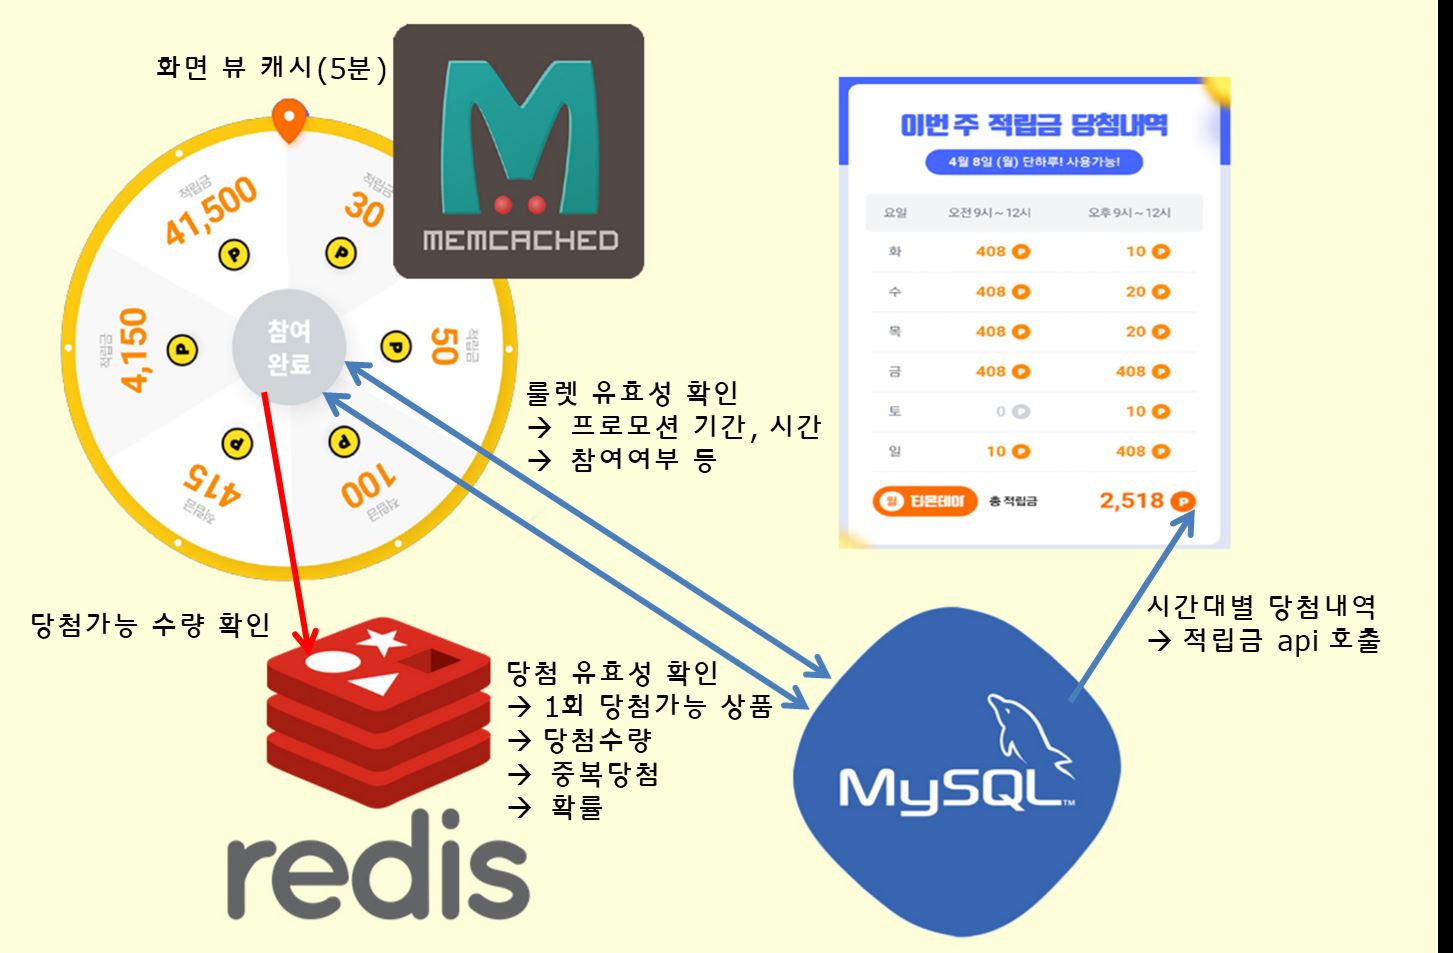 화면 뷰 캐시(5분)
MEMCACHED
적립금
41,500
적립금
30
적립금
4,150
적립금
50
적립금
415
적립금
100
참여
완료
룰렛 유효성 확인
→ 프로모션 기간, 시간
→ 참여여부 등
당첨가능 수량 확인
당첨 유효성 확인
→ 1회 당첨가능 상품
→ 당첨수량
→ 중복당첨
→ 확률
redis
MySQL™
이번 주 적립금 당첨내역
4월 8일 (월) 단하루! 사용가능!
요일 오전 9시 ~ 12시 오후 9시 ~ 12시
화 408 P 10 P
수 408 P 20 P
목 408 P 20 P
금 408 P 408 P
토 0 P 10 P
일 10 P 408 P
월 티몬데이 총 적립금 2,518 P
시간대별 당첨내역
→ 적립금 api 호출